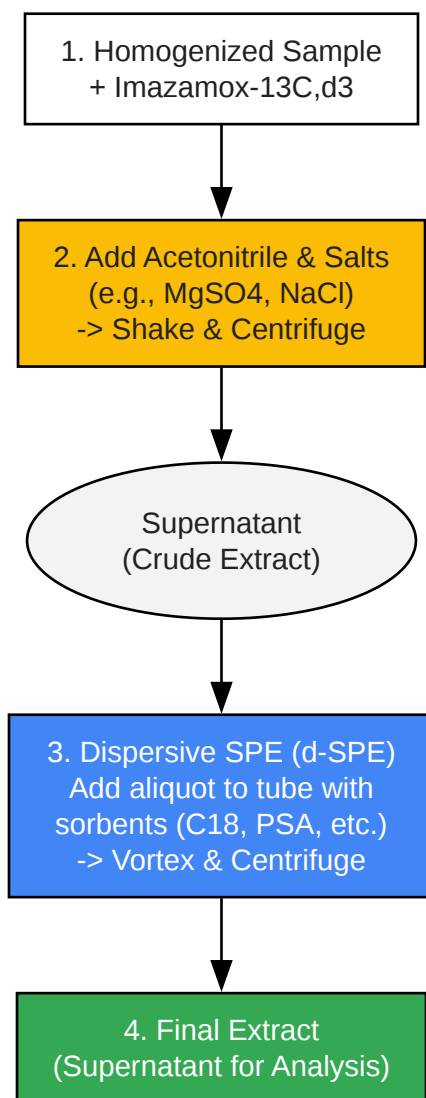 1. Homogenized Sample
+ Imazamox-13C,d3
2. Add Acetonitrile & Salts
(e.g., MgSO4, NaCl)
-> Shake & Centrifuge
Supernatant
(Crude Extract)
3. Dispersive SPE (d-SPE)
Add aliquot to tube with
sorbents (C18, PSA, etc.)
-> Vortex & Centrifuge
4. Final Extract
(Supernatant for Analysis)